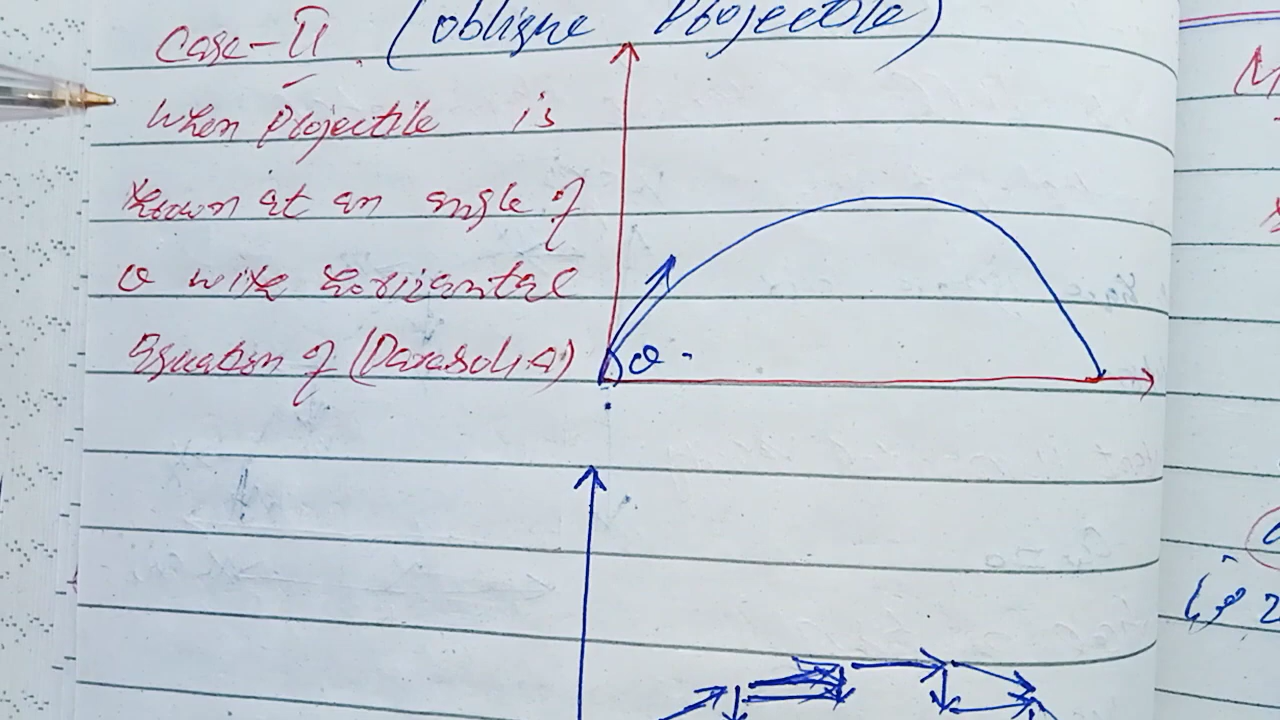 Case-II (oblique Projectile)
When Projectile is
thrown at an angle of
θ with horizontal
Equation of (Parabola)
θ